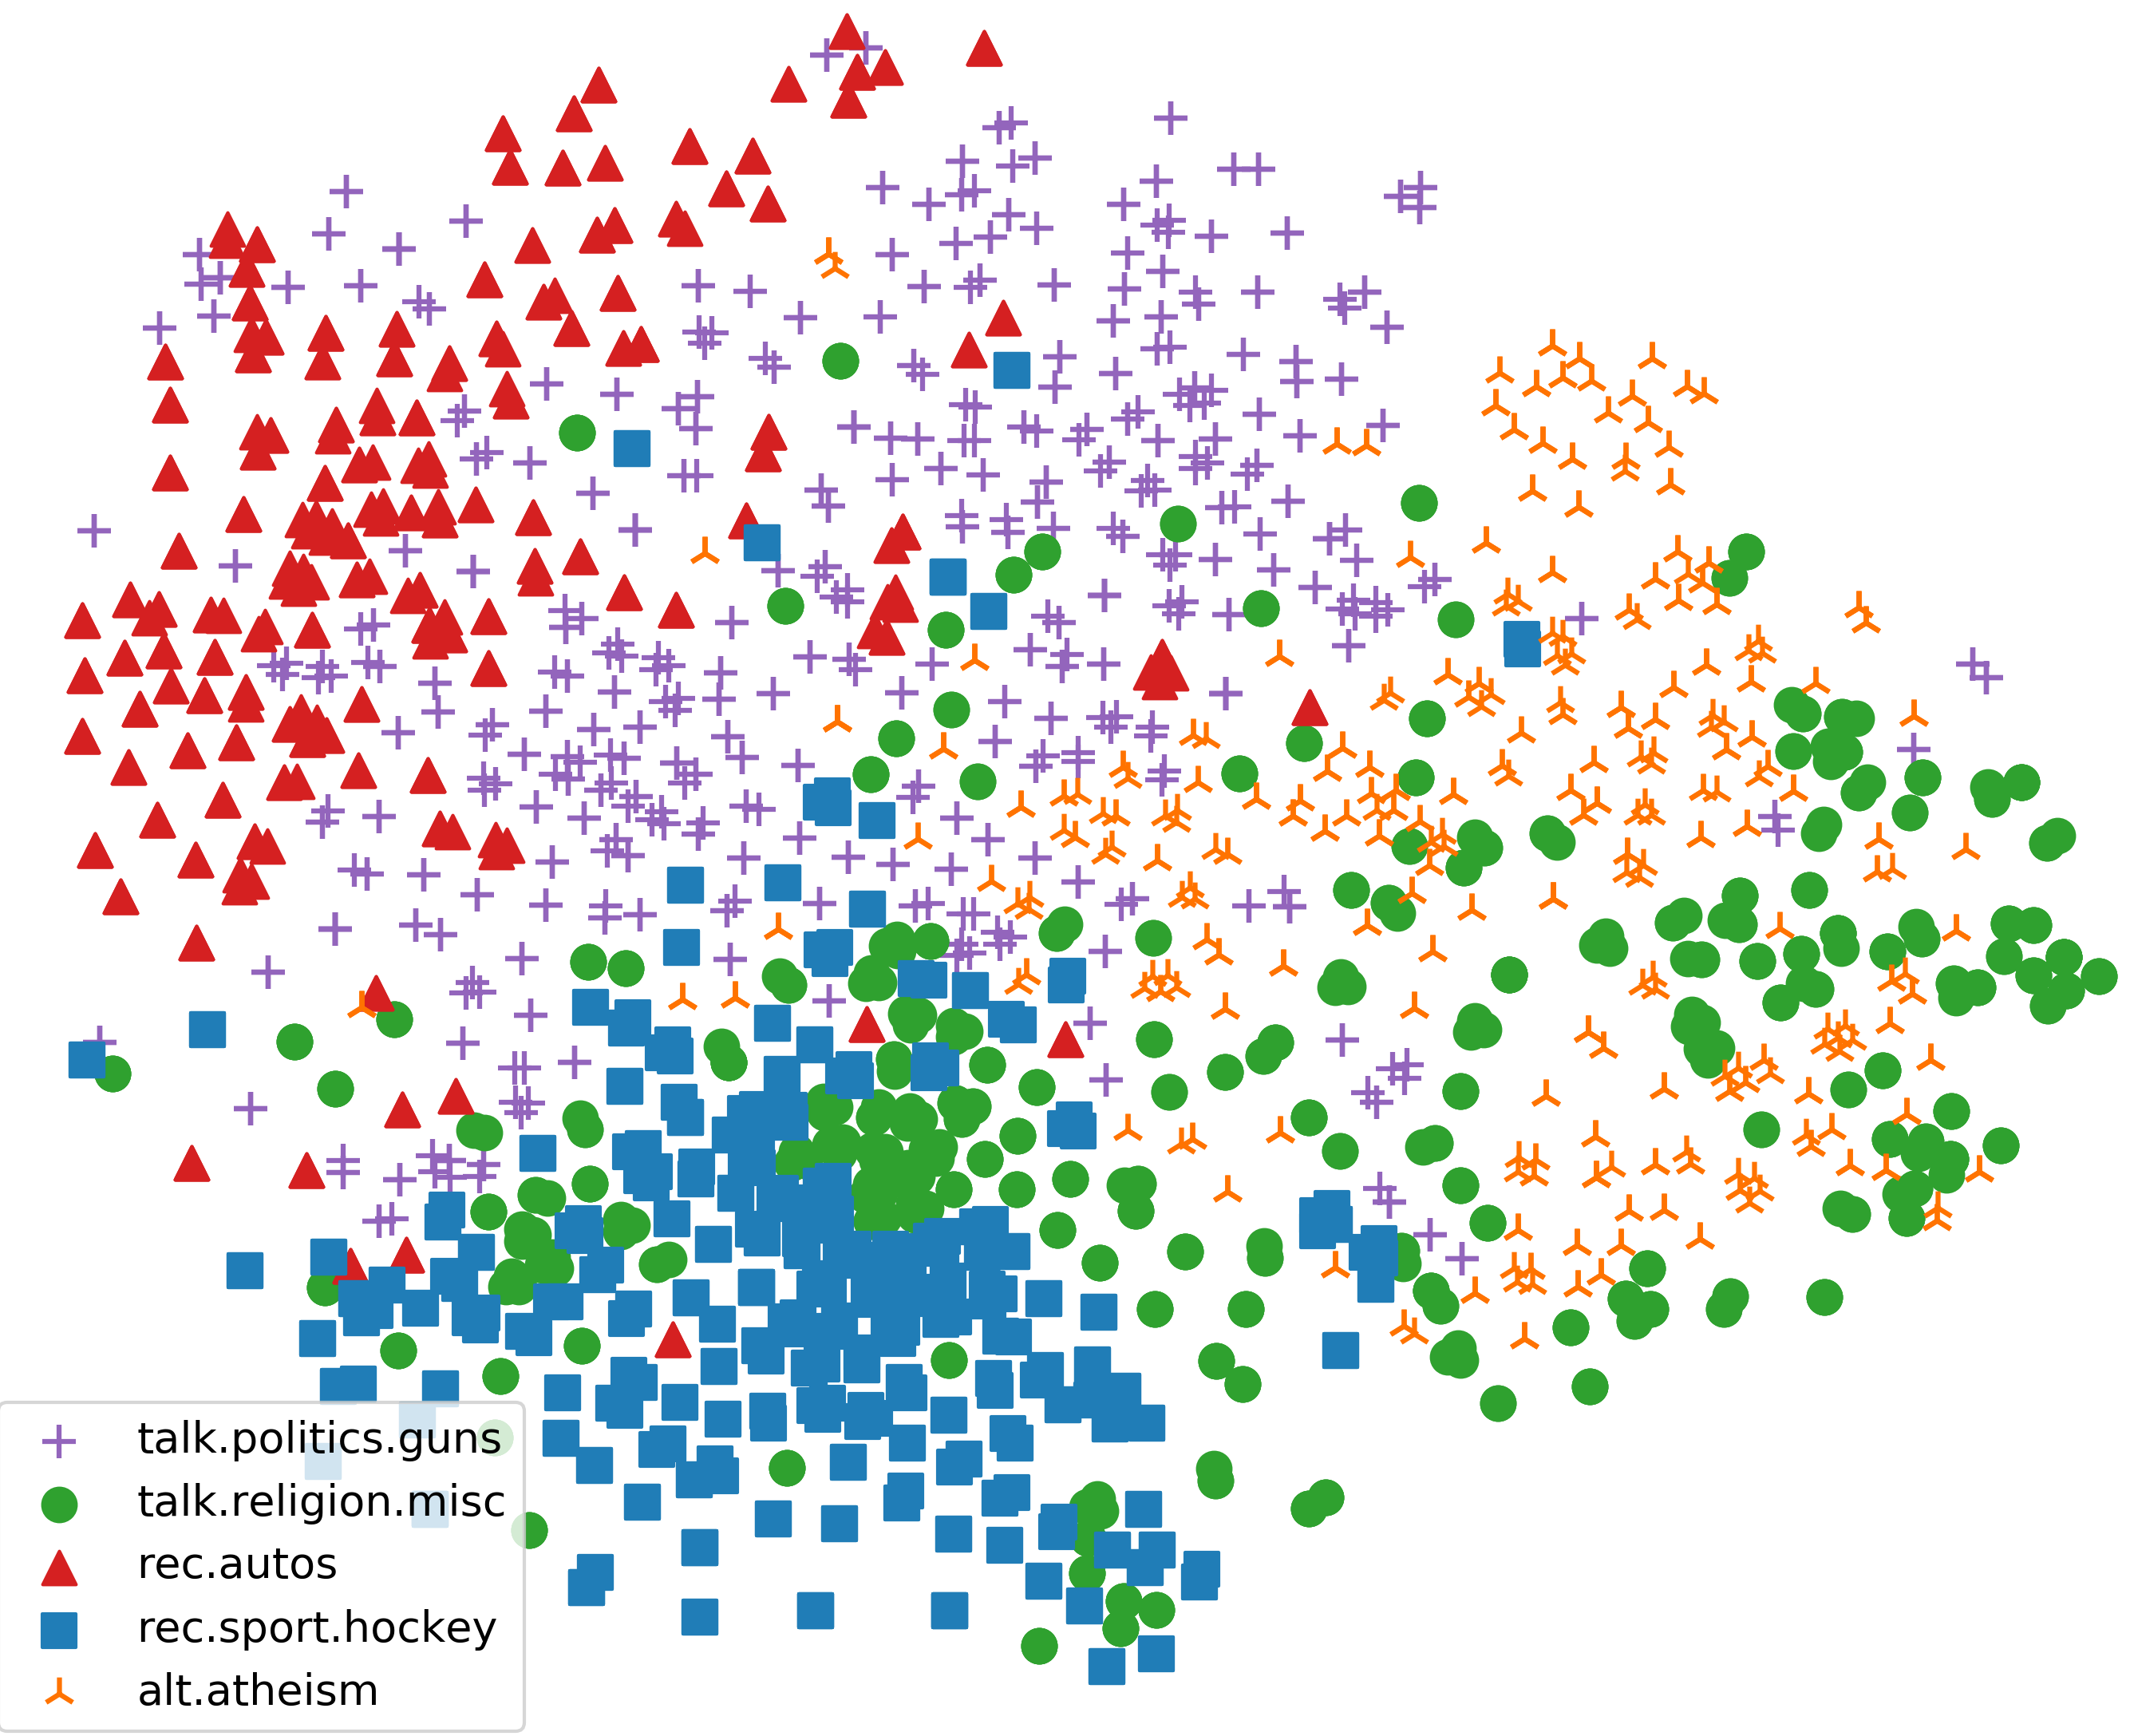 talk.politics.guns
talk.religion.misc
rec.autos
rec.sport.hockey
alt.atheism